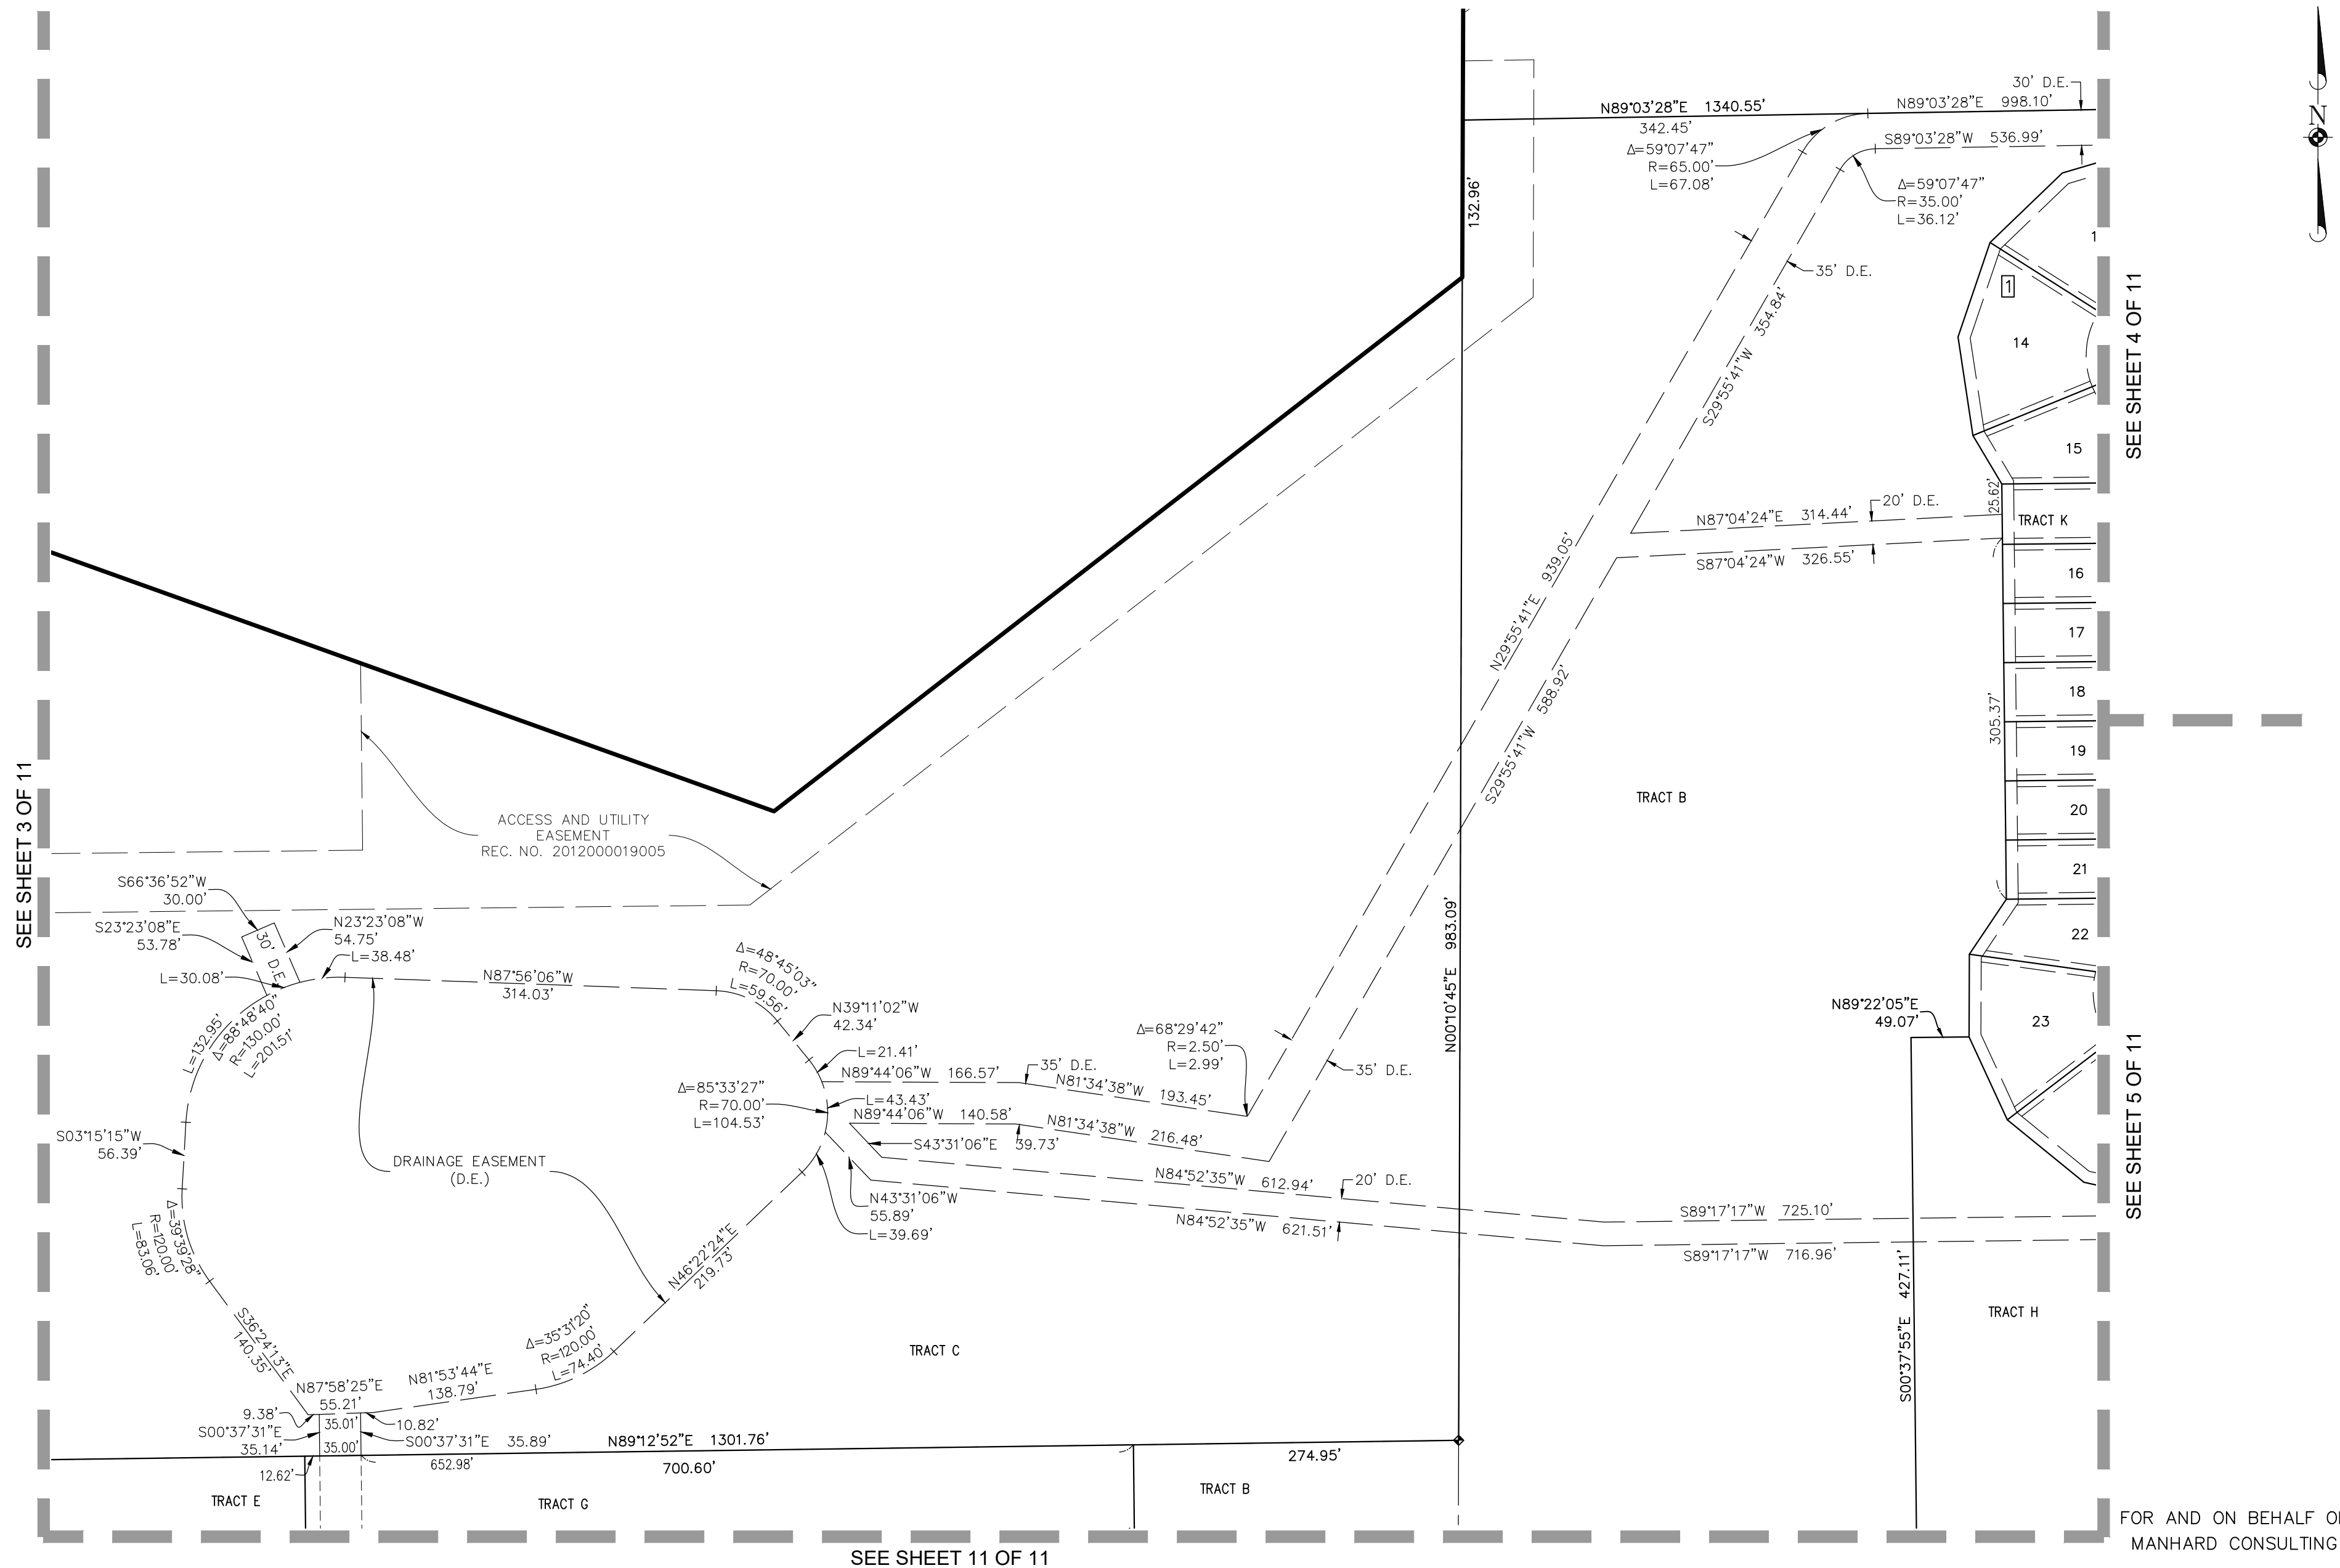 30' D.E.
N89°03'28"E 1340.55'
N89°03'28"E 998.10'
342.45'
S89°03'28"W 536.99'
Δ=59°07'47"
R=65.00'
L=67.08'
Δ=59°07'47"
R=35.00'
L=36.12'
N
132.96'
1
35' D.E.
1
14
S29°55'41"W 354.84'
SEE SHEET 4 OF 11
15
25.62'
20' D.E.
N87°04'24"E 314.44'
TRACT K
S87°04'24"W 326.55'
16
N29°55'41"E 939.05'
17
S29°55'41"W 588.92'
18
305.37'
19
TRACT B
20
21
22
ACCESS AND UTILITY
EASEMENT
REC. NO. 2012000019005
SEE SHEET 3 OF 11
S66°36'52"W
30.00'
S23°23'08"E
53.78'
N23°23'08"W
54.75'
30' D.E.
L=38.48'
L=30.08'
N87°56'06"W
314.03'
Δ=48°45'03"
R=70.00'
L=59.56'
N39°11'02"W
42.34'
N00°10'45"E 983.09'
N89°22'05"E
49.07'
23
L=132.95'
Δ=88°48'40"
R=130.00'
L=201.51'
L=21.41'
N89°44'06"W 166.57'
35' D.E.
N81°34'38"W 193.45'
Δ=68°29'42"
R=2.50'
L=2.99'
35' D.E.
Δ=85°33'27"
R=70.00'
L=104.53'
L=43.43'
N89°44'06"W 140.58'
N81°34'38"W 216.48'
S43°31'06"E 39.73'
SEE SHEET 5 OF 11
S03°15'15"W
56.39'
DRAINAGE EASEMENT
(D.E.)
N84°52'35"W 612.94'
20' D.E.
N43°31'06"W
55.89'
L=39.69'
N84°52'35"W 621.51'
S89°17'17"W 725.10'
S89°17'17"W 716.96'
Δ=39°39'28"
R=120.00'
L=83.06'
N46°22'24"E
219.73'
S00°37'55"E 427.11'
TRACT H
S36°24'13"E
140.35'
Δ=35°31'20"
R=120.00'
L=74.40'
TRACT C
N87°58'25"E
55.21'
N81°53'44"E
138.79'
9.38'
35.01'
10.82'
S00°37'31"E
35.14'
35.00'
S00°37'31"E 35.89'
N89°12'52"E 1301.76'
12.62'
652.98'
700.60'
274.95'
TRACT E
TRACT G
TRACT B
SEE SHEET 11 OF 11
FOR AND ON BEHALF
MANHARD CONSULTING